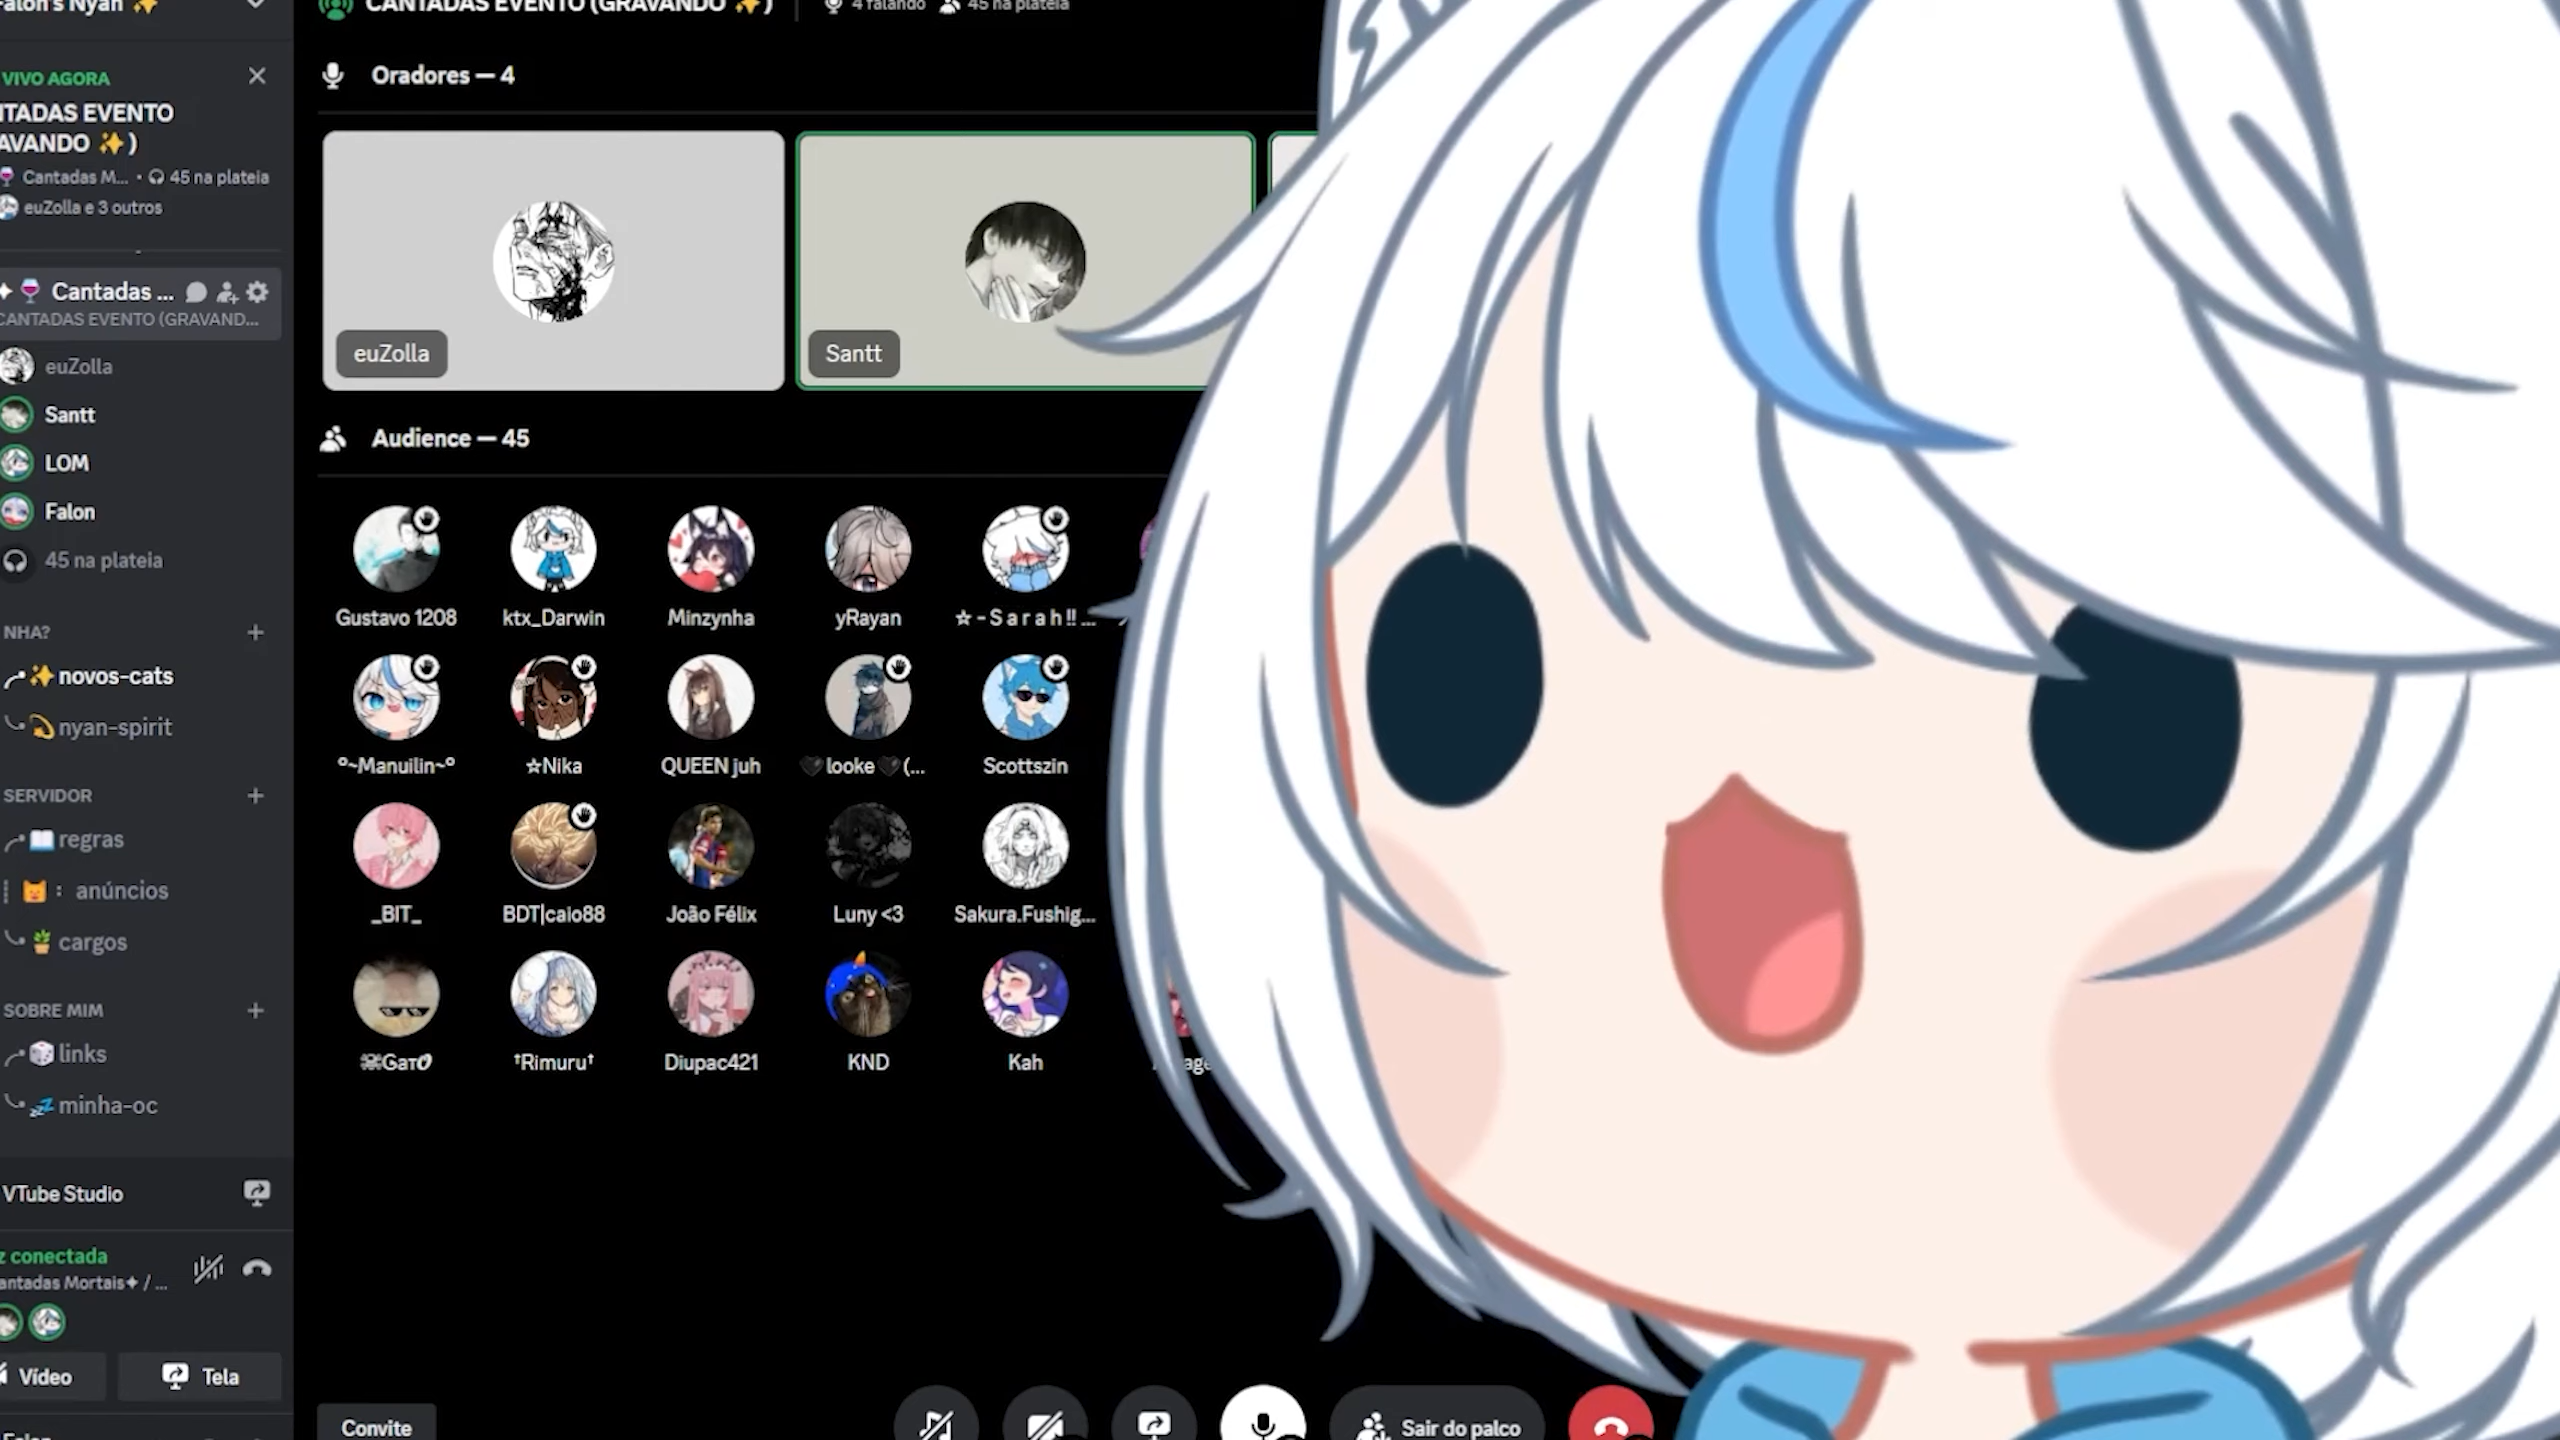 Falon's Nyan ✨
VIVO AGORA
NTADAS EVENTO
AVANDO ✨)
Cantadas M... • 45 na plateia
euZolla e 3 outros
Cantadas ...
CANTADAS EVENTO (GRAVAND...
euZolla
Santt
LOM
Falon
45 na plateia
NHA?
✨novos-cats
nyan-spirit
SERVIDOR
regras
: anúncios
cargos
SOBRE MIM
links
minha-oc
VTube Studio
z conectada
antadas Mortais✦ / ...
Vídeo
Tela
Falon
CANTADAS EVENTO (GRAVANDO ✨)
4 falando 45 na plateia
Oradores — 4
euZolla
Santt
Audience — 45
Gustavo 1208
ktx_Darwin
Minzynha
yRayan
☆ - S a r a h !! ...
°~Manuilin~°
☆Nika
QUEEN juh
🖤looke🖤(...
Scottszin
_BIT_
BDT|caio88
João Félix
Luny <3
Sakura.Fushig...
†Rimuru†
Diupac421
KND
Kah
Convite
Sair do palco